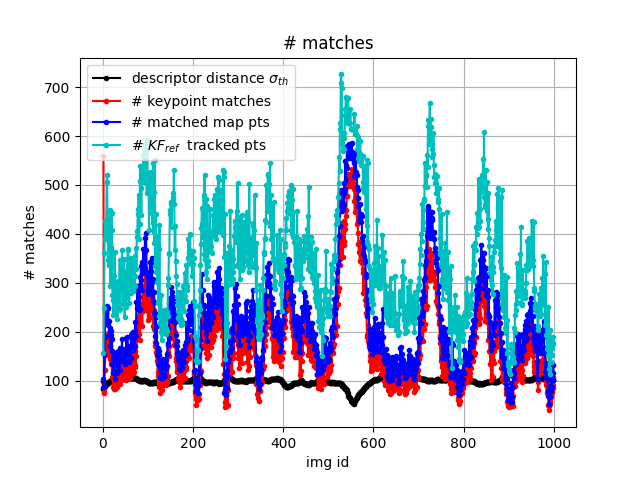 # matches
descriptor distance σth
# keypoint matches
# matched map pts
# KFref tracked pts
700
600
500
400
300
200
100
# matches
0
200
400
600
800
1000
img id